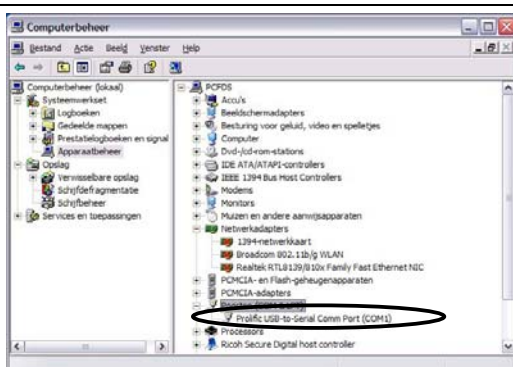 Computerbeheer
Bestand Actie Beeld Venster Help
Computerbeheer (lokaal)
Systeemwerkset
Logboeken
Gedeelde mappen
Prestatielogboeken en signal
Apparaatbeheer
Opslag
Verwisselbare opslag
Schijfdefragmentatie
Schijfbeheer
Services en toepassingen
PCFDS
Accu's
Beeldschermadapters
Besturing voor geluid, video en spelletjes
Computer
Dvd-/cd-rom-stations
IDE ATA/ATAPI-controllers
IEEE 1394 Bus Host Controllers
Modems
Monitors
Muizen en andere aanwijsapparaten
Netwerkadapters
1394-netwerkkaart
Broadcom 802.11b/g WLAN
Realtek RTL8139/810x Family Fast Ethernet NIC
PCMCIA- en Flash-geheugenapparaten
PCMCIA-adapters
Prolific USB-to-Serial Comm Port (COM1)
Processors
Ricoh Secure Digital host controller